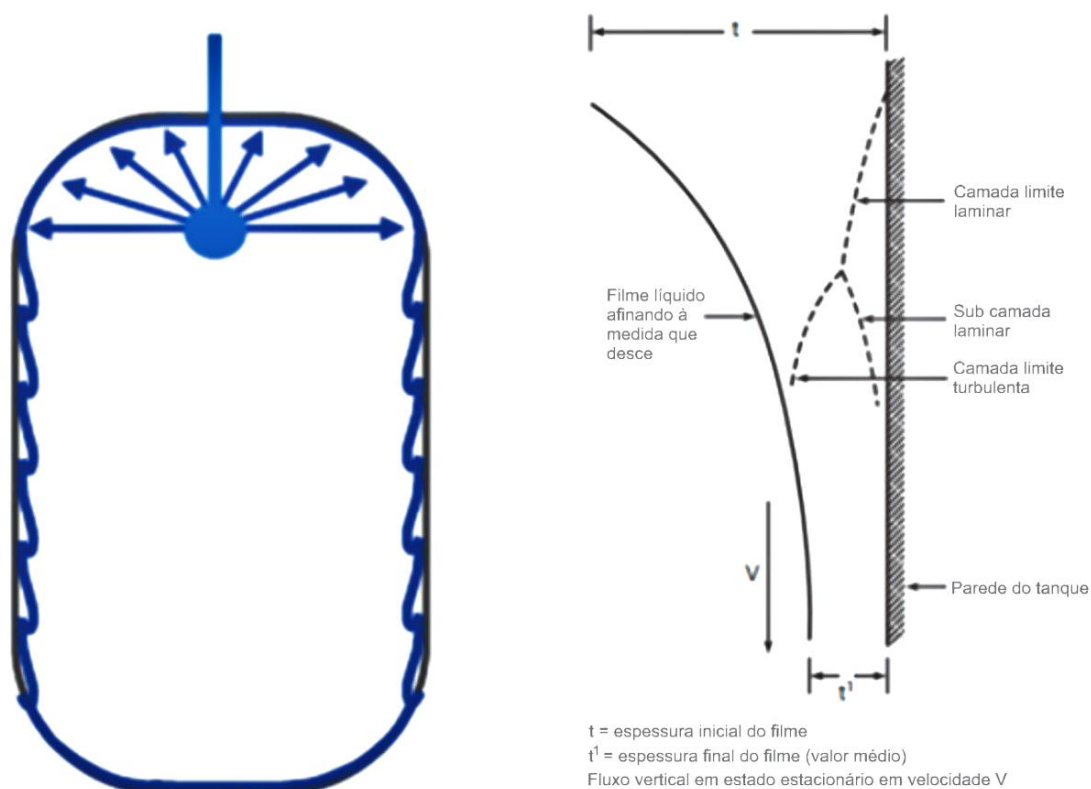 t
Camada limite
laminar
Filme líquido
afinando à
medida que
desce
Sub camada
laminar
Camada limite
turbulenta
V
Parede do tanque
t¹
t = espessura inicial do filme
t¹ = espessura final do filme (valor médio)
Fluxo vertical em estado estacionário em velocidade V